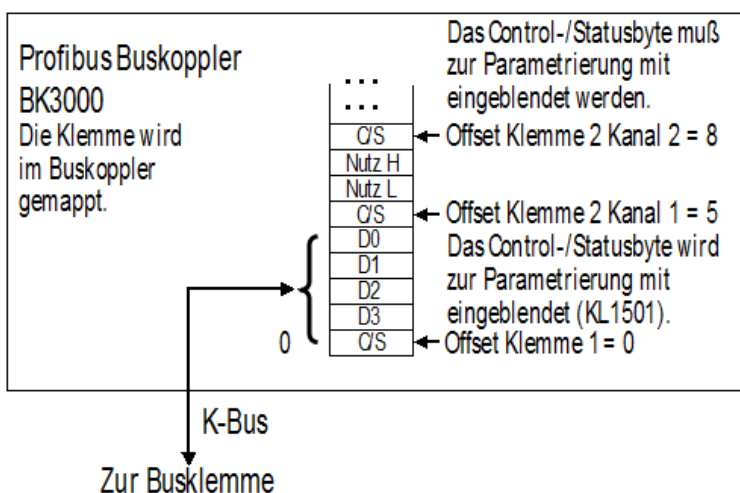 Profibus Buskoppler
BK3000
Die Klemme wird
im Buskoppler
gemappt.
Das Control-/Statusbyte muß
zur Parametrierung mit
eingeblendet werden.
...
...
C/S
Offset Klemme 2 Kanal 2 = 8
Nutz H
Nutz L
C/S
Offset Klemme 2 Kanal 1 = 5
D0
D1
D2
D3
Das Control-/Statusbyte wird
zur Parametrierung mit
eingeblendet (KL1501).
0
C/S
Offset Klemme 1 = 0
K-Bus
Zur Busklemme